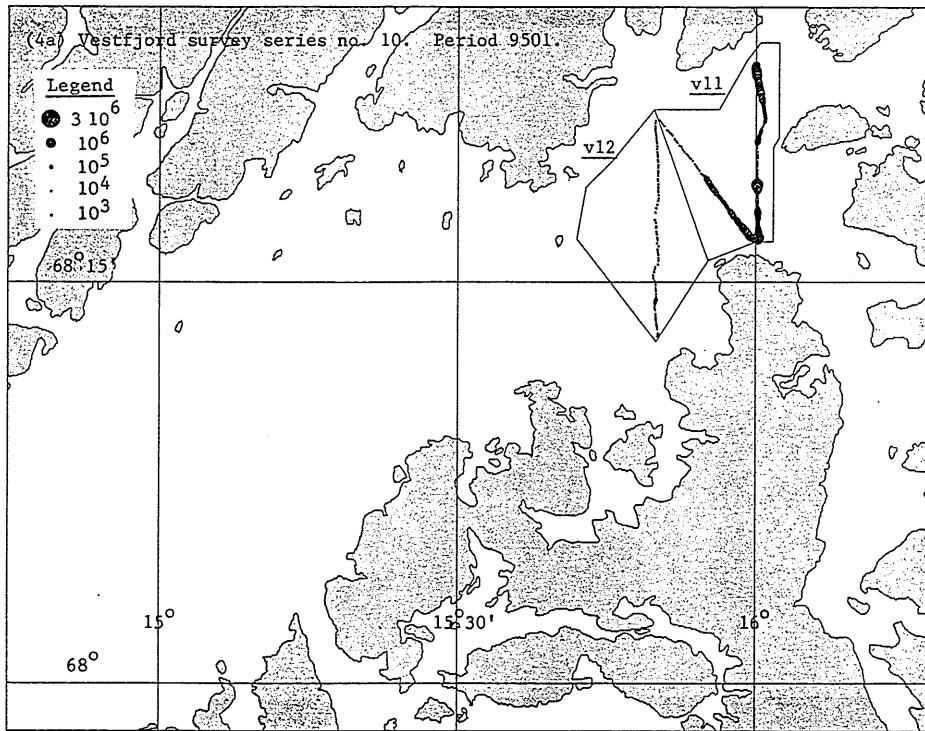 (4a) Vestfjord survey series no. 10. Period 9501.
Legend
3 10^6
10^6
10^5
10^4
10^3
v11
v12
68°15'
15°
15°30'
16°
68°